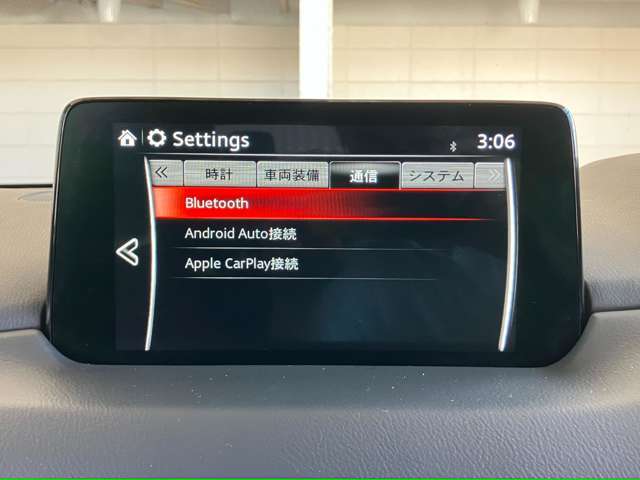 Settings 3:06
時計 車両装備 通信 システム
Bluetooth
Android Auto接続
Apple CarPlay接続